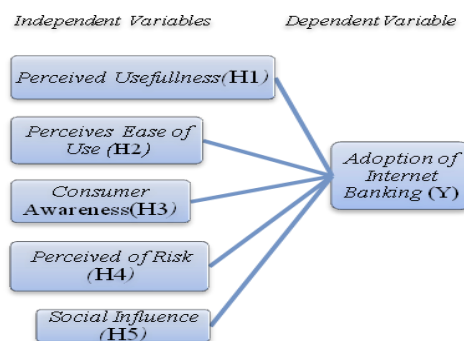 Independent Variables
Dependent Variable
Perceived Usefullness(H1)
Perceives Ease of
Use (H2)
Consumer
Awareness(H3)
Perceived of Risk
(H4)
Social Influence
(H5)
Adoption of
Internet
Banking (Y)